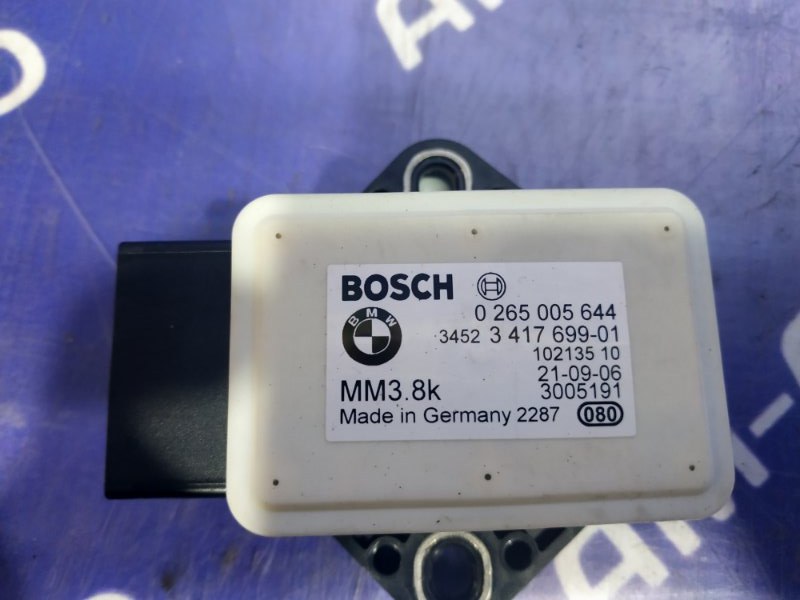 BOSCH
0 265 005 644
BMW
3452 3 417 699-01
102135 10
21-09-06
MM3.8k
3005191
Made in Germany 2287
080